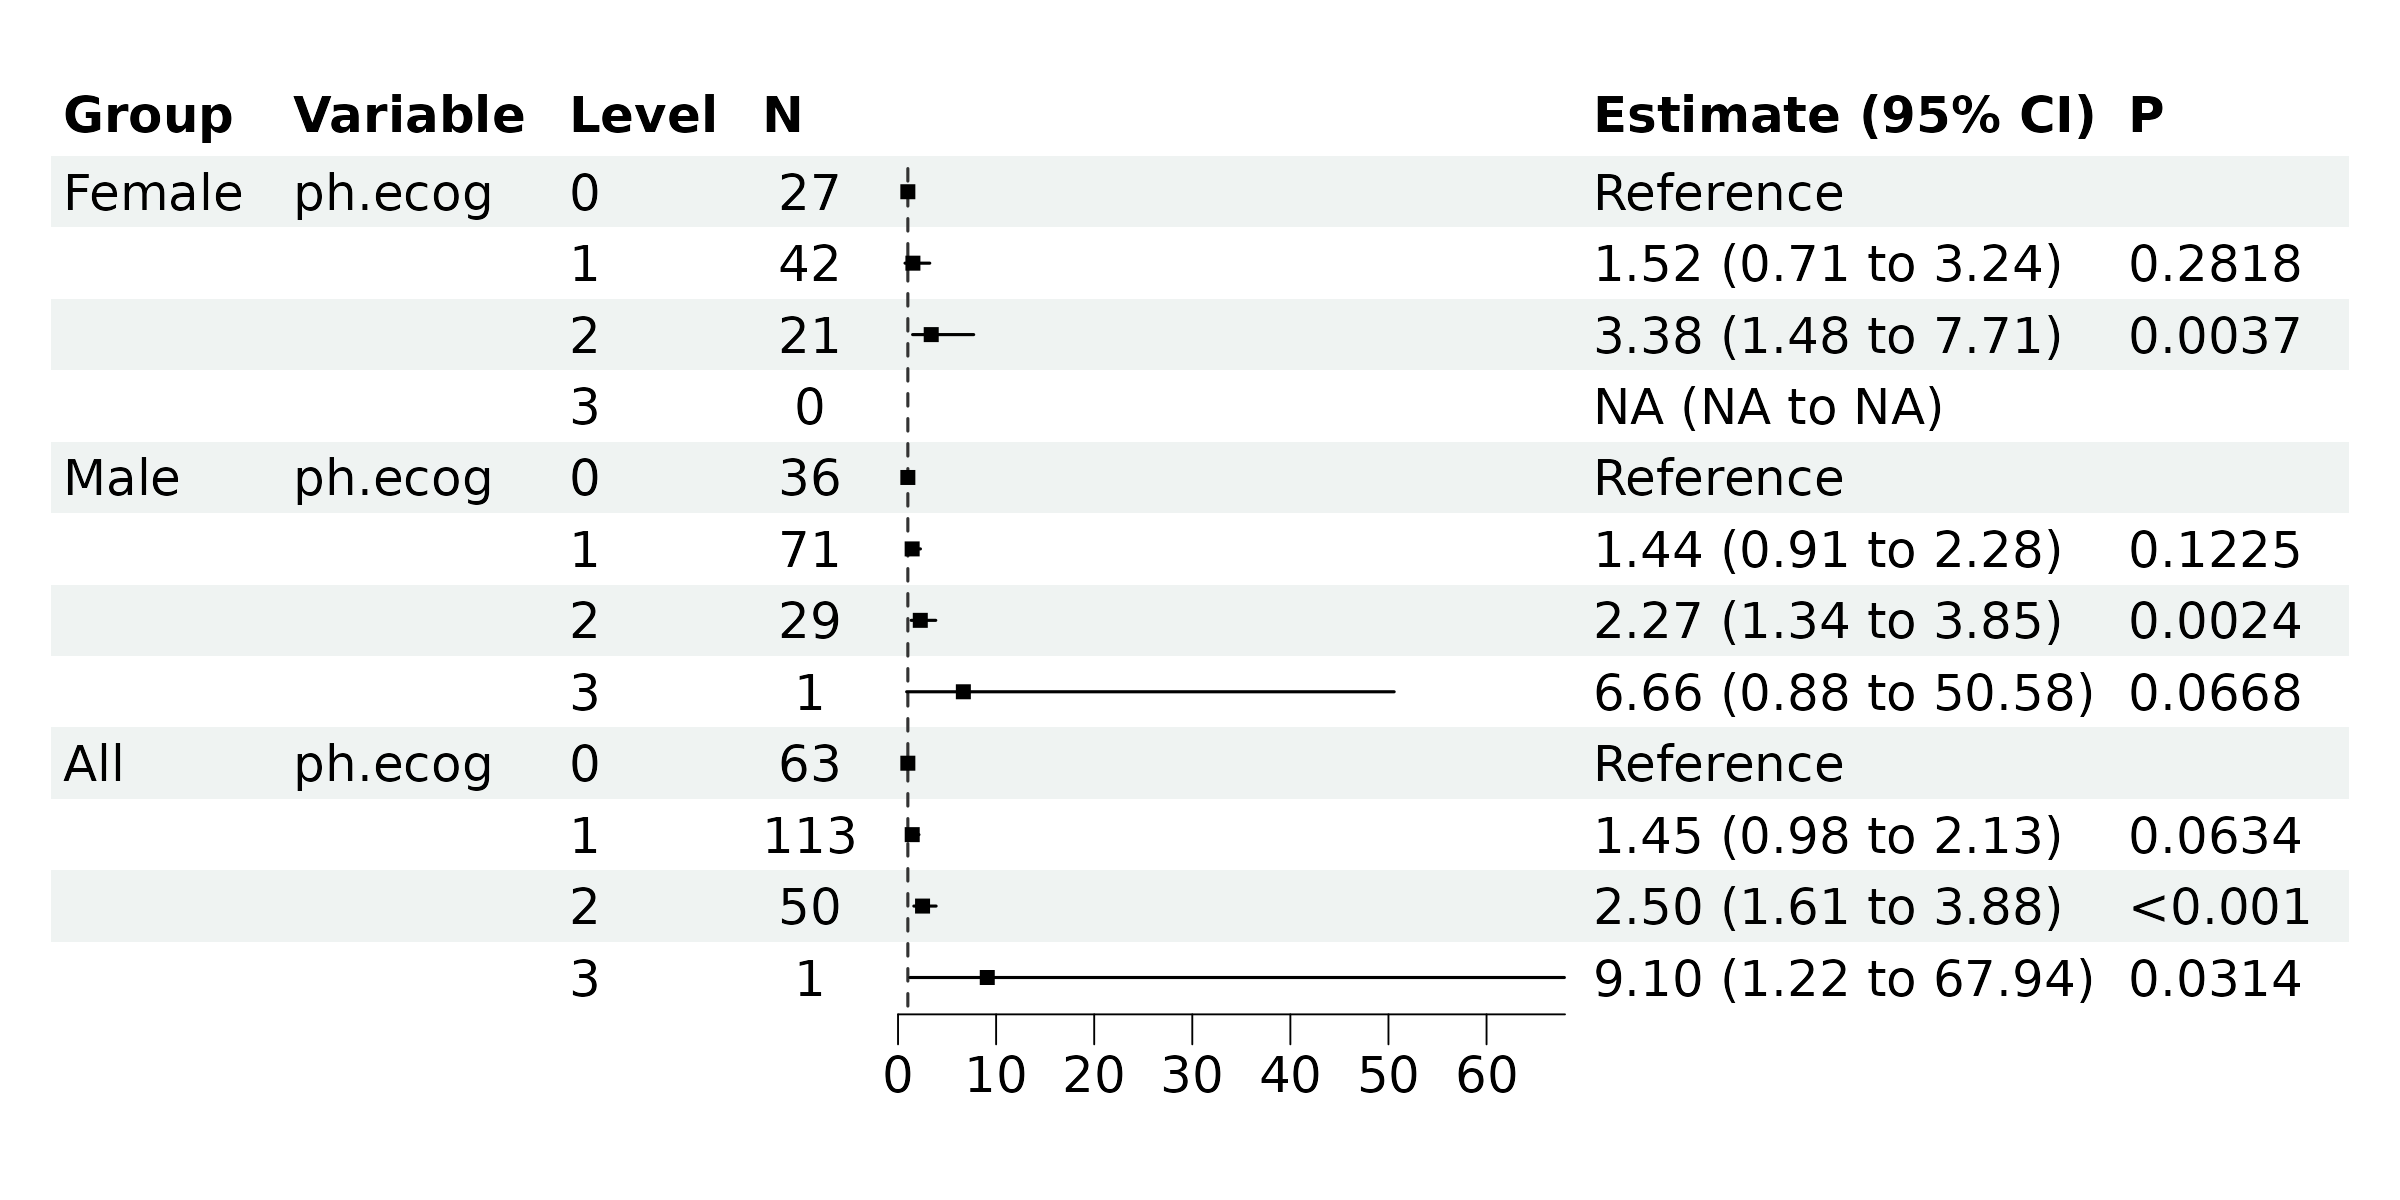 Group Variable Level N Estimate (95% CI) P
Female ph.ecog 0 27 Reference
1 42 1.52 (0.71 to 3.24) 0.2818
2 21 3.38 (1.48 to 7.71) 0.0037
3 0 NA (NA to NA)
Male ph.ecog 0 36 Reference
1 71 1.44 (0.91 to 2.28) 0.1225
2 29 2.27 (1.34 to 3.85) 0.0024
3 1 6.66 (0.88 to 50.58) 0.0668
All ph.ecog 0 63 Reference
1 113 1.45 (0.98 to 2.13) 0.0634
2 50 2.50 (1.61 to 3.88) <0.001
3 1 9.10 (1.22 to 67.94) 0.0314
0 10 20 30 40 50 60